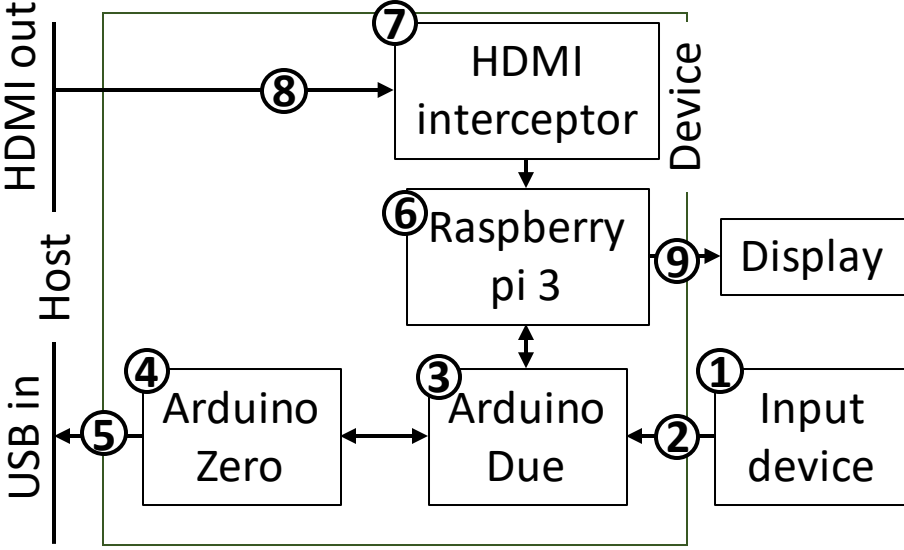 HDMI out
Host
USB in
7
HDMI
interceptor
Device
8
6
Raspberry
pi 3
9
Display
4
Arduino
Zero
5
3
Arduino
Due
2
1
Input
device